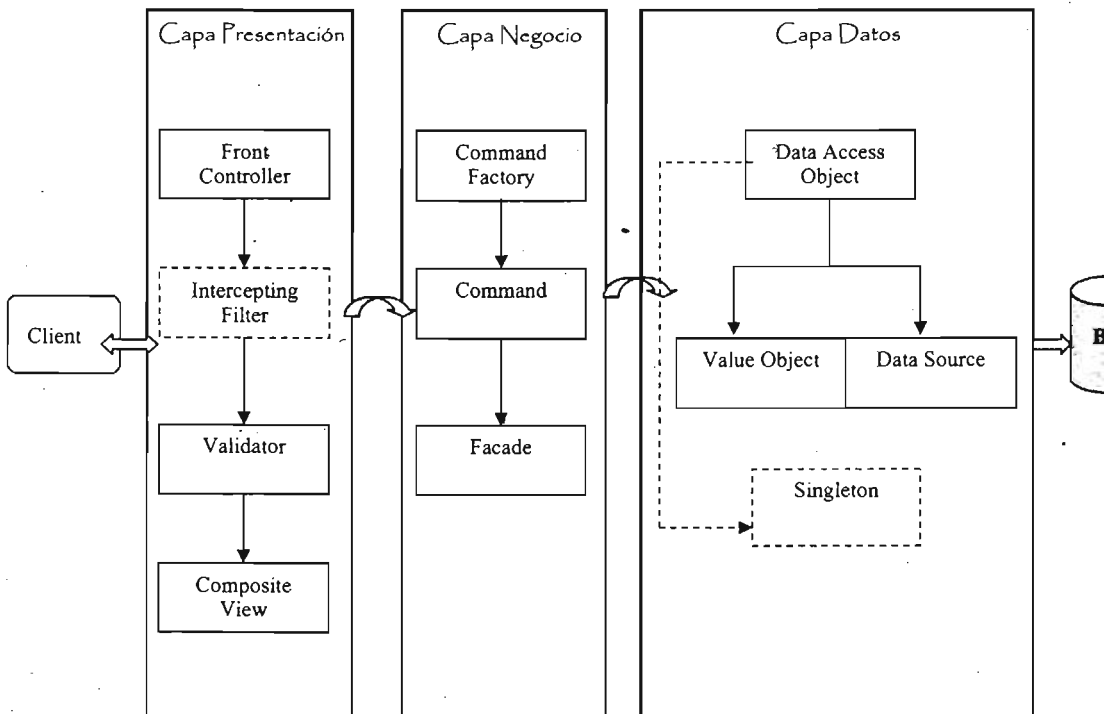 Capa Presentación
Capa Negocio
Capa Datos
Front
Controller
Command
Factory
Data Access
Object
Intercepting
Filter
Command
Client
Value Object
Data Source
Validator
Facade
Singleton
Composite
View